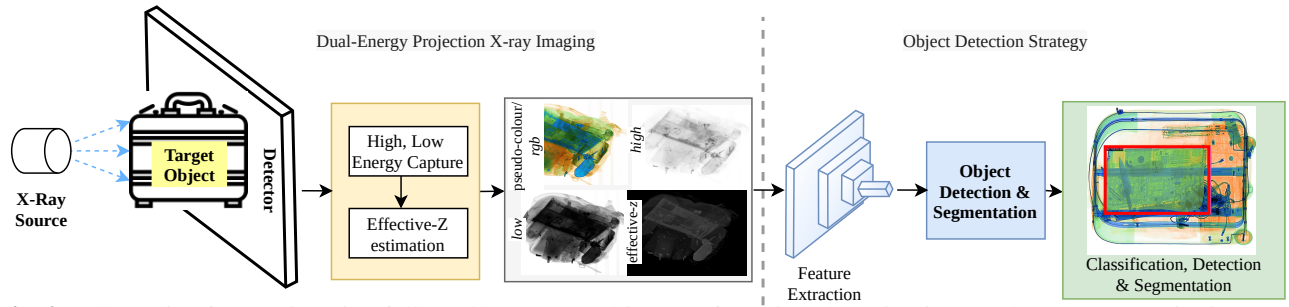 Dual-Energy Projection X-ray Imaging
Object Detection Strategy
X-Ray
Source
Target
Object
Detector
High, Low
Energy Capture
Effective-Z
estimation
pseudo-colour/
rgb
high
low
effective-z
Feature
Extraction
Object
Detection &
Segmentation
Classification, Detection
& Segmentation